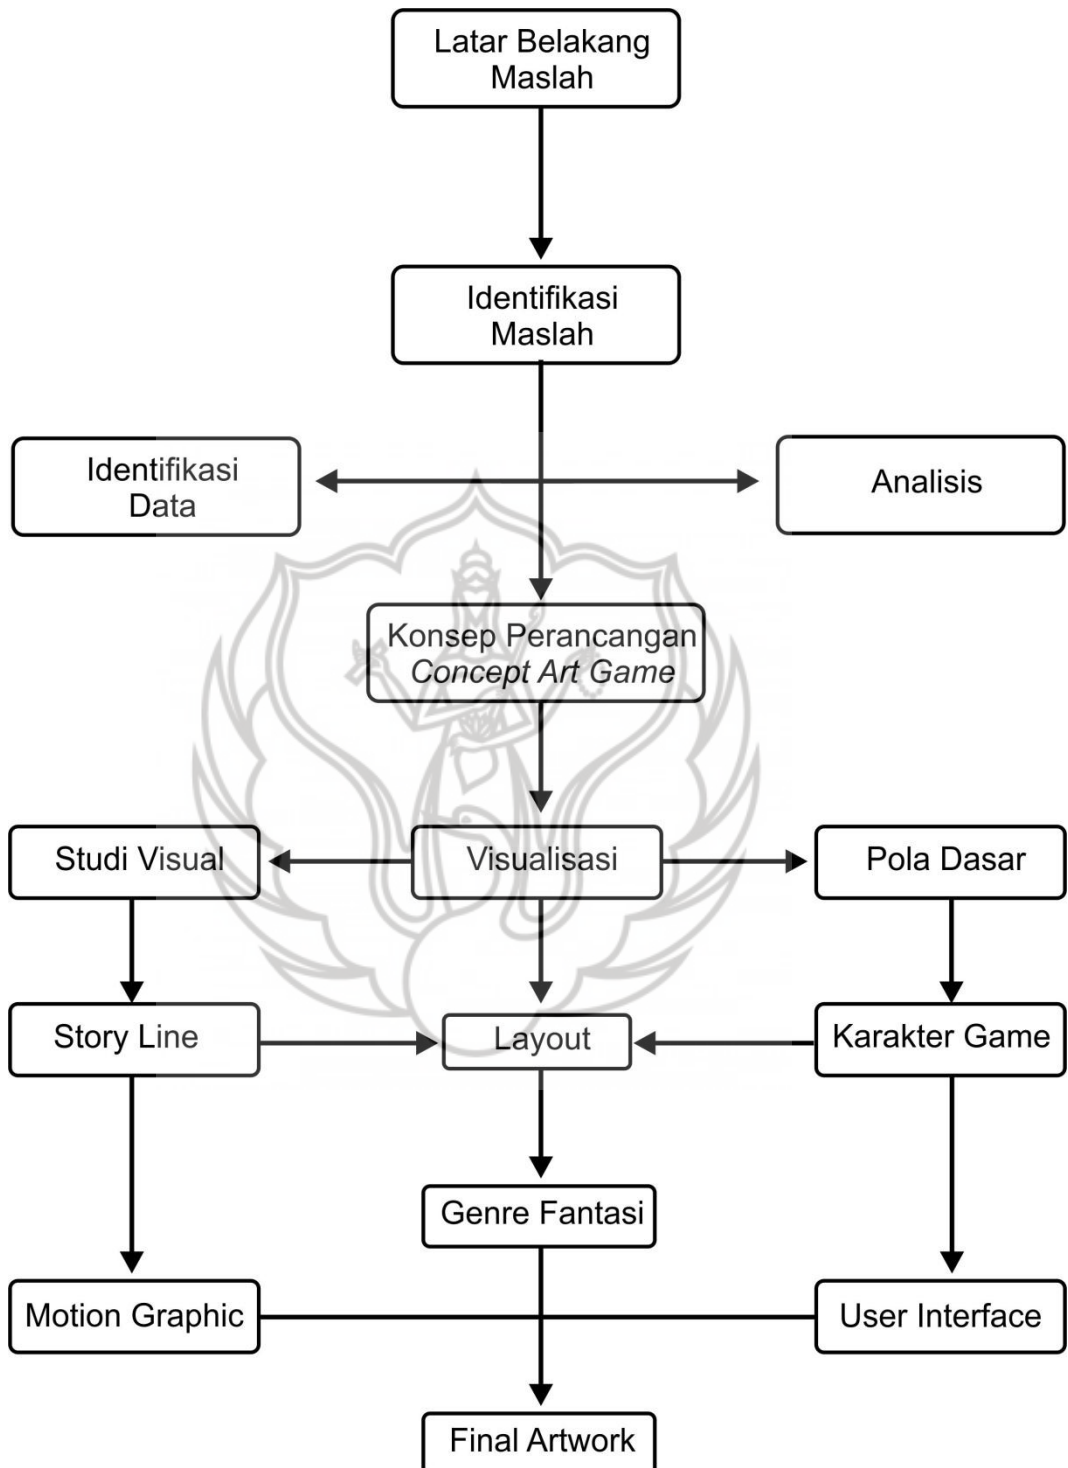 Latar Belakang
Maslah
Identifikasi
Maslah
Identifikasi
Data
Analisis
Konsep Perancangan
Concept Art Game
Studi Visual
Visualisasi
Pola Dasar
Story Line
Layout
Karakter Game
Genre Fantasi
Motion Graphic
User Interface
Final Artwork